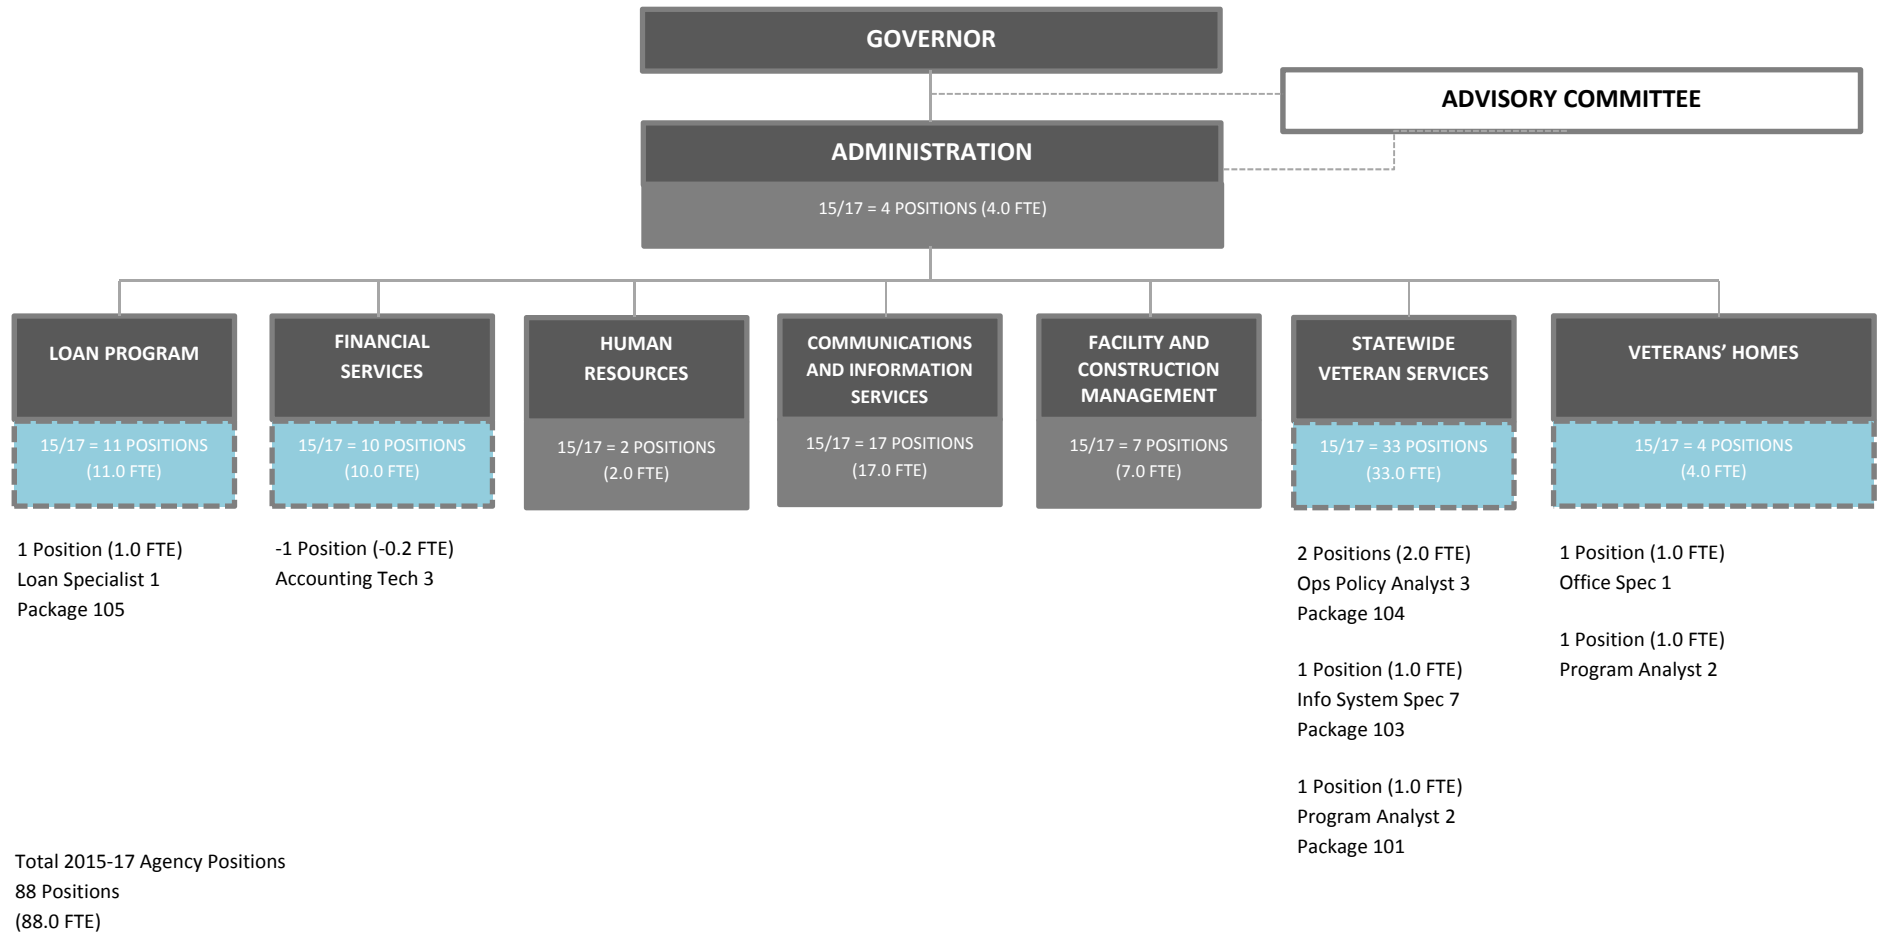 GOVERNOR
ADVISORY COMMITTEE
ADMINISTRATION
15/17 = 4 POSITIONS (4.0 FTE)
LOAN PROGRAM
15/17 = 11 POSITIONS
(11.0 FTE)
1 Position (1.0 FTE)
Loan Specialist 1
Package 105
FINANCIAL
SERVICES
15/17 = 10 POSITIONS
(10.0 FTE)
-1 Position (-0.2 FTE)
Accounting Tech 3
HUMAN
RESOURCES
15/17 = 2 POSITIONS
(2.0 FTE)
COMMUNICATIONS
AND INFORMATION
SERVICES
15/17 = 17 POSITIONS
(17.0 FTE)
FACILITY AND
CONSTRUCTION
MANAGEMENT
15/17 = 7 POSITIONS
(7.0 FTE)
STATEWIDE
VETERAN SERVICES
15/17 = 33 POSITIONS
(33.0 FTE)
2 Positions (2.0 FTE)
Ops Policy Analyst 3
Package 104
1 Position (1.0 FTE)
Info System Spec 7
Package 103
1 Position (1.0 FTE)
Program Analyst 2
Package 101
VETERANS’ HOMES
15/17 = 4 POSITIONS
(4.0 FTE)
1 Position (1.0 FTE)
Office Spec 1
1 Position (1.0 FTE)
Program Analyst 2
Total 2015-17 Agency Positions
88 Positions
(88.0 FTE)